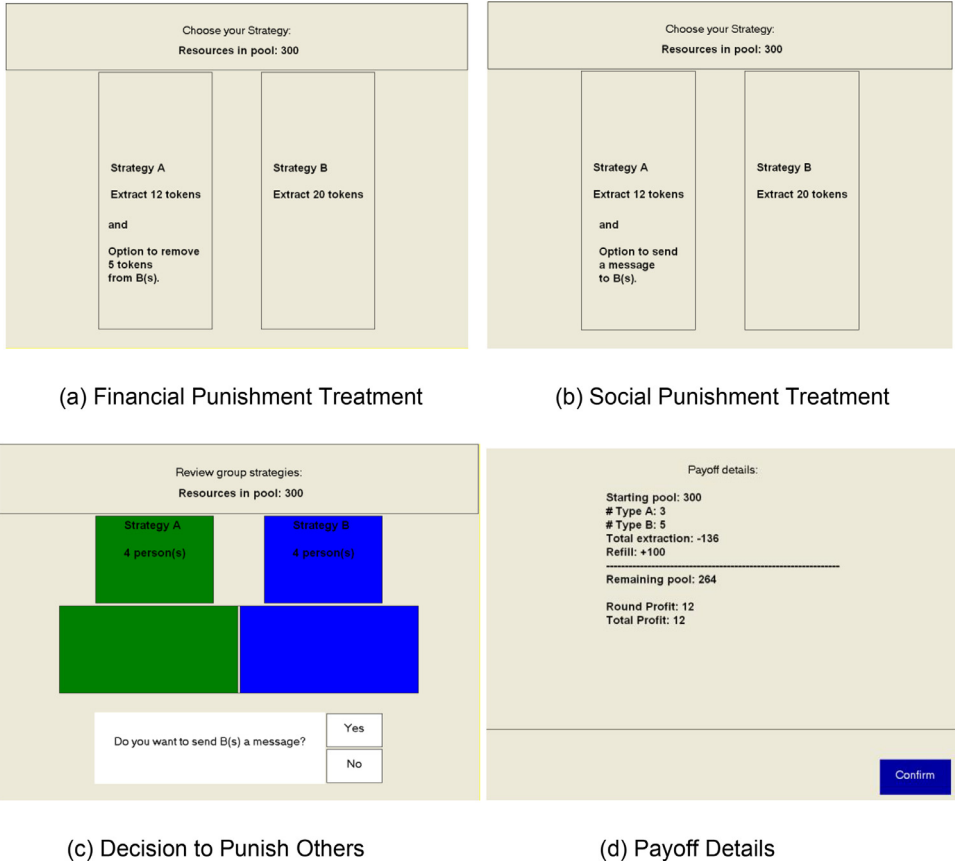 Choose your Strategy:
Resources in pool: 300
Strategy A
Extract 12 tokens
and
Option to remove
5 tokens
from B(s).
Strategy B
Extract 20 tokens
(a) Financial Punishment Treatment
Choose your Strategy:
Resources in pool: 300
Strategy A
Extract 12 tokens
and
Option to send
a message
to B(s).
Strategy B
Extract 20 tokens
(b) Social Punishment Treatment
Review group strategies:
Resources in pool: 300
Strategy A
4 person(s)
Strategy B
4 person(s)
Do you want to send B(s) a message?
Yes
No
(c) Decision to Punish Others
Payoff details:
Starting pool: 300
# Type A: 3
# Type B: 5
Total extraction: -136
Refill: +100
Remaining pool: 264
Round Profit: 12
Total Profit: 12
Confirm
(d) Payoff Details